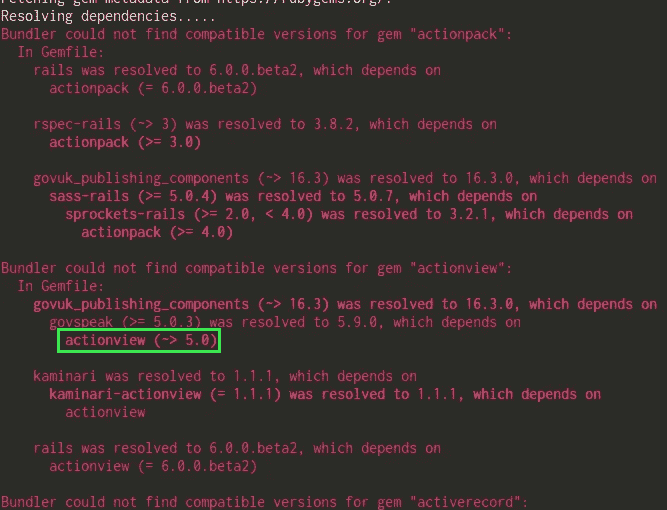 Fetching gem metadata from https://rubygems.org/.
Resolving dependencies.....
Bundler could not find compatible versions for gem "actionpack":
In Gemfile:
rails was resolved to 6.0.0.beta2, which depends on
actionpack (= 6.0.0.beta2)
rspec-rails (~> 3) was resolved to 3.8.2, which depends on
actionpack (>= 3.0)
govuk_publishing_components (~> 16.3) was resolved to 16.3.0, which depends on
sass-rails (>= 5.0.4) was resolved to 5.0.7, which depends on
sprockets-rails (>= 2.0, < 4.0) was resolved to 3.2.1, which depends on
actionpack (>= 4.0)
Bundler could not find compatible versions for gem "actionview":
In Gemfile:
govuk_publishing_components (~> 16.3) was resolved to 16.3.0, which depends on
govspeak (>= 5.0.3) was resolved to 5.9.0, which depends on
actionview (~> 5.0)
kaminari was resolved to 1.1.1, which depends on
kaminari-actionview (= 1.1.1) was resolved to 1.1.1, which depends on
actionview
rails was resolved to 6.0.0.beta2, which depends on
actionview (= 6.0.0.beta2)
Bundler could not find compatible versions for gem "activerecord":